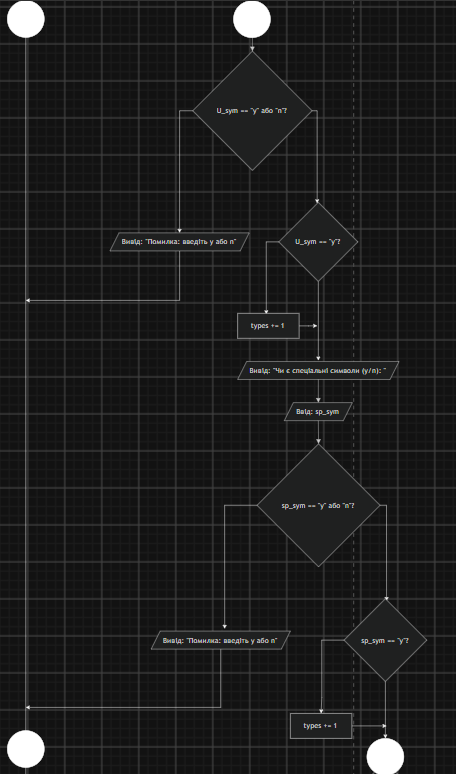 U_sym == "y" або "n"?
Вивід: "Помилка: введіть y або n"
U_sym == "y"?
types += 1
Вивід: "Чи є спеціальні символи (y/n): "
Ввід: sp_sym
sp_sym == "y" або "n"?
Вивід: "Помилка: введіть y або n"
sp_sym == "y"?
types += 1